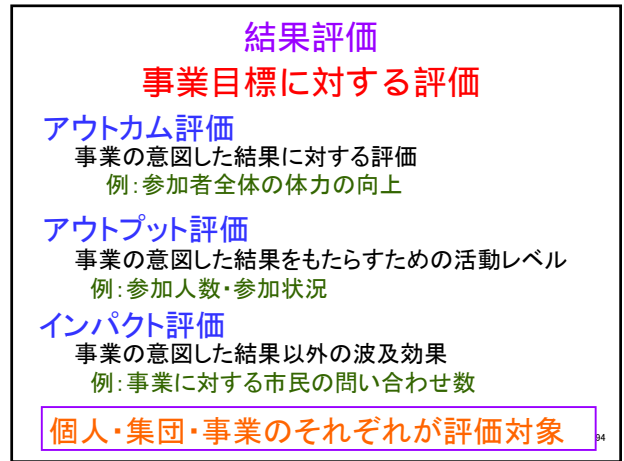 結果評価
事業目標に対する評価
アウトカム評価
事業の意図した結果に対する評価
例：参加者全体の体力の向上
アウトプット評価
事業の意図した結果をもたらすための活動レベル
例：参加人数・参加状況
インパクト評価
事業の意図した結果以外の波及効果
例：事業に対する市民の問い合わせ数
個人・集団・事業のそれぞれが評価対象
94